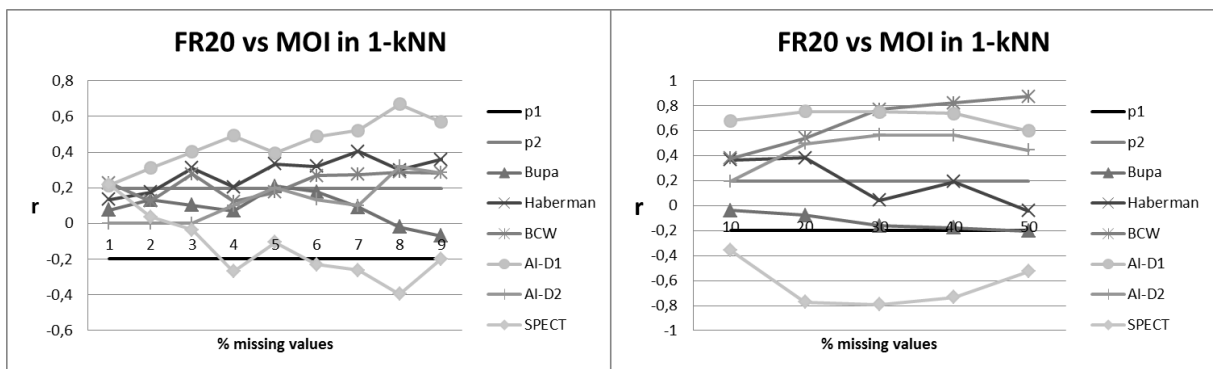 FR20 vs MOI in 1-kNN
0,8
0,6
0,4
0,2
0
-0,2
-0,4
-0,6
r
1 2 3 4 5 6 7 8 9
% missing values
p1
p2
Bupa
Haberman
BCW
AI-D1
AI-D2
SPECT
FR20 vs MOI in 1-kNN
1
0,8
0,6
0,4
0,2
0
-0,2
-0,4
-0,6
-0,8
-1
r
10 20 30 40 50
% missing values
p1
p2
Bupa
Haberman
BCW
AI-D1
AI-D2
SPECT